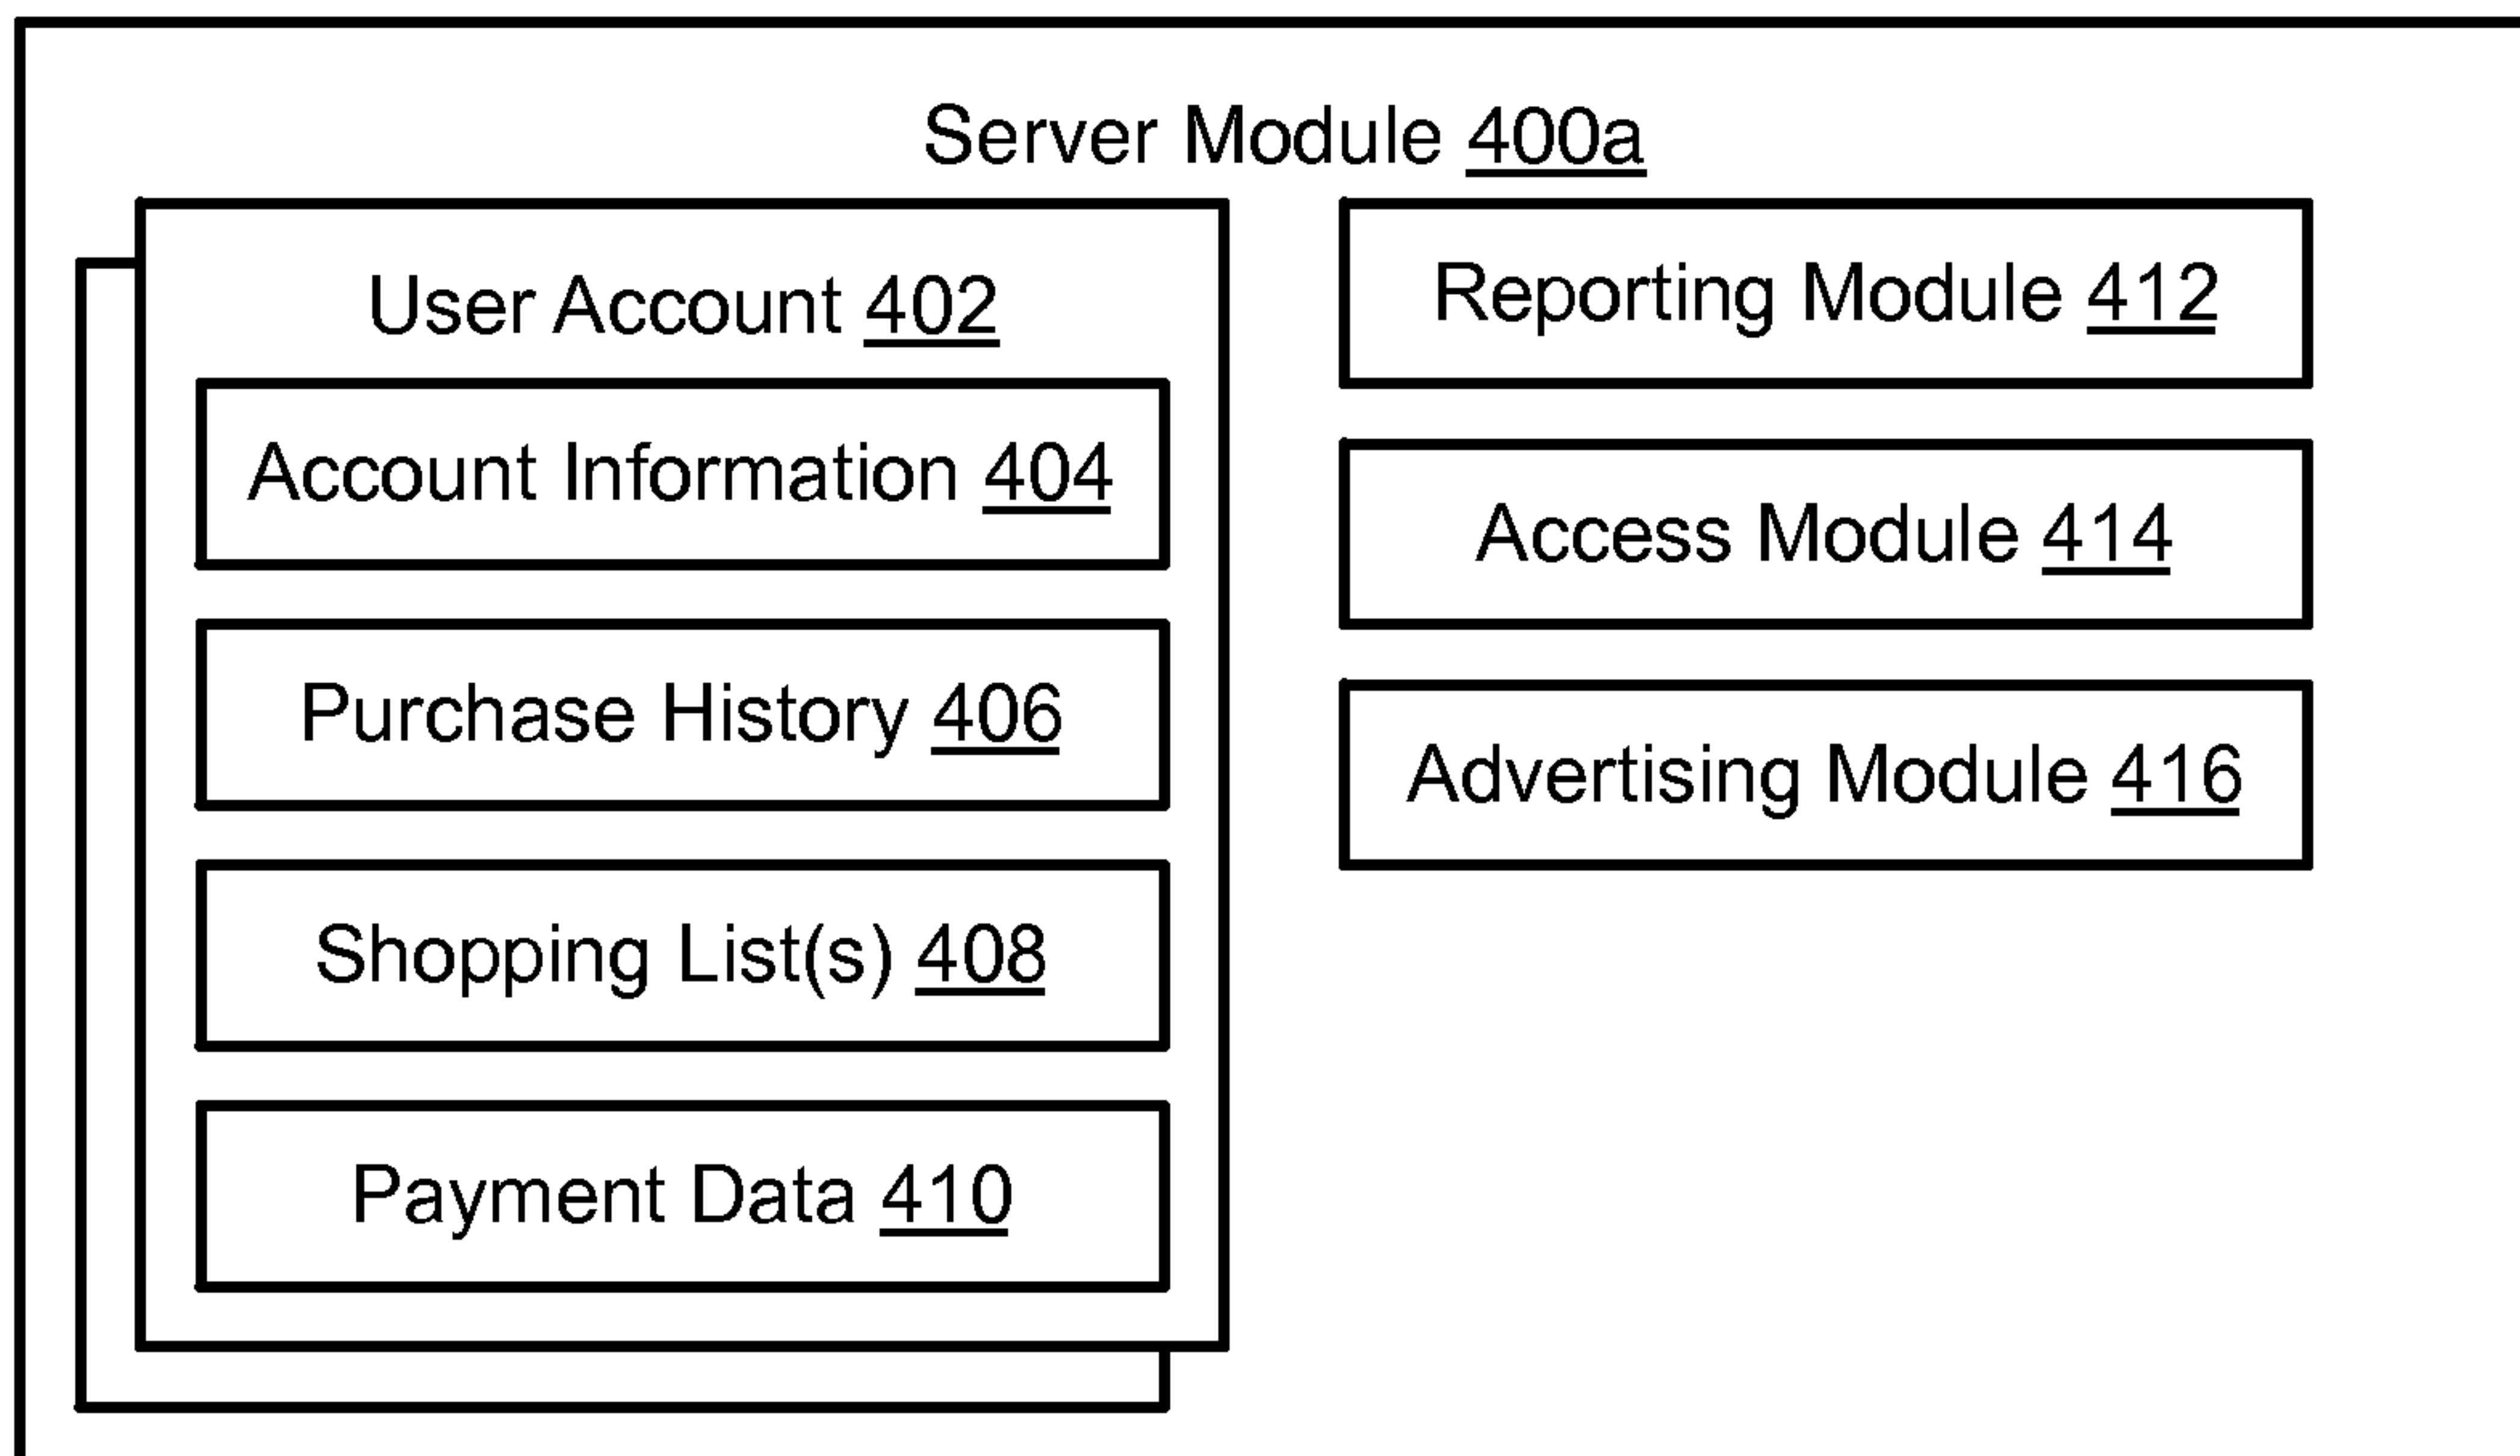 Server Module 400a
User Account 402
Account Information 404
Purchase History 406
Shopping List(s) 408
Payment Data 410
Reporting Module 412
Access Module 414
Advertising Module 416